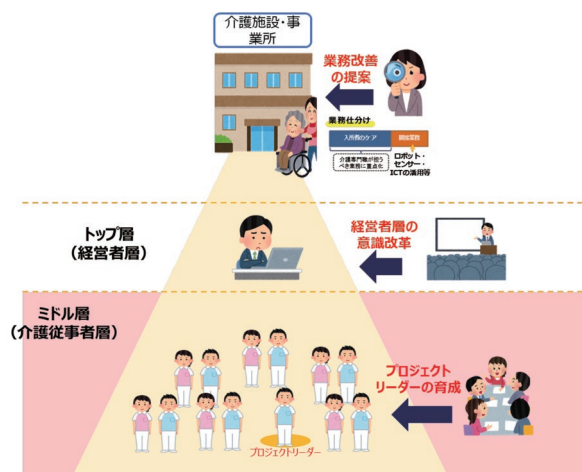 介護施設・事
業所
業務改善
の提案
業務仕分け
入所者のケア
間接業務
介護専門職が担う
べき業務に重点化
ロボット・
センサー・
ICTの活用等
トップ層
（経営者層）
経営者層の
意識改革
ミドル層
（介護従事者層）
プロジェクト
リーダーの育成
プロジェクトリーダー